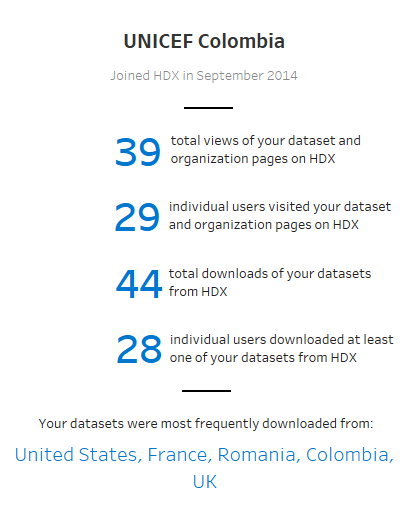 UNICEF Colombia
Joined HDX in September 2014
39 total views of your dataset and
organization pages on HDX
29 individual users visited your dataset
and organization pages on HDX
44 total downloads of your datasets
from HDX
28 individual users downloaded at least
one of your datasets from HDX
Your datasets were most frequently downloaded from:
United States, France, Romania, Colombia,
UK